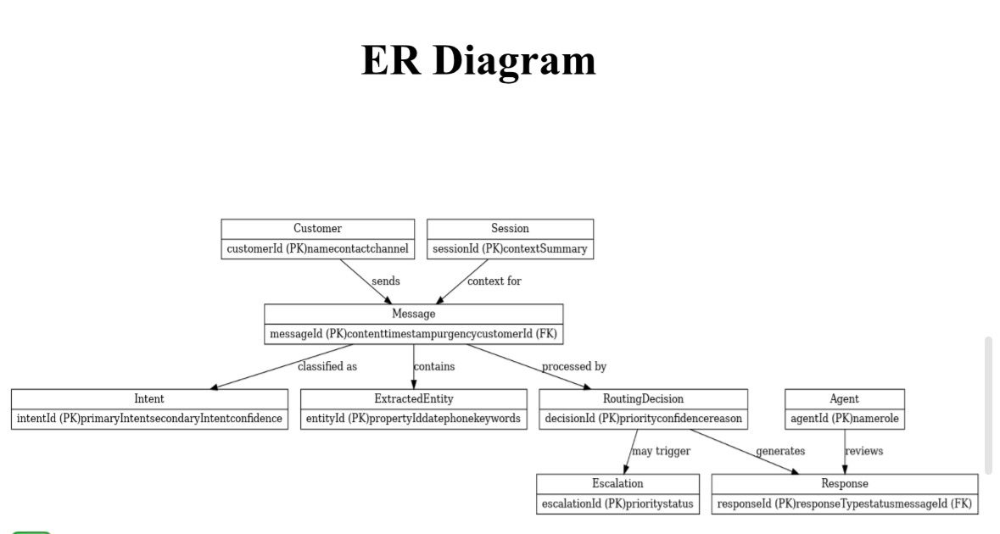 ER Diagram
Customer
customerId (PK)namecontactchannel
Session
sessionId (PK)contextSummary
sends
context for
Message
messageId (PK)contenttimestampurgencycustomerId (FK)
classified as
contains
processed by
Intent
intentId (PK)primaryIntentsecondaryIntentconfidence
ExtractedEntity
entityId (PK)propertyIddatephonekeywords
RoutingDecision
decisionId (PK)priorityconfidencereason
Agent
agentId (PK)namerole
may trigger
generates
reviews
Escalation
escalationId (PK)prioritystatus
Response
responseId (PK)responseTypestatusmessageId (FK)